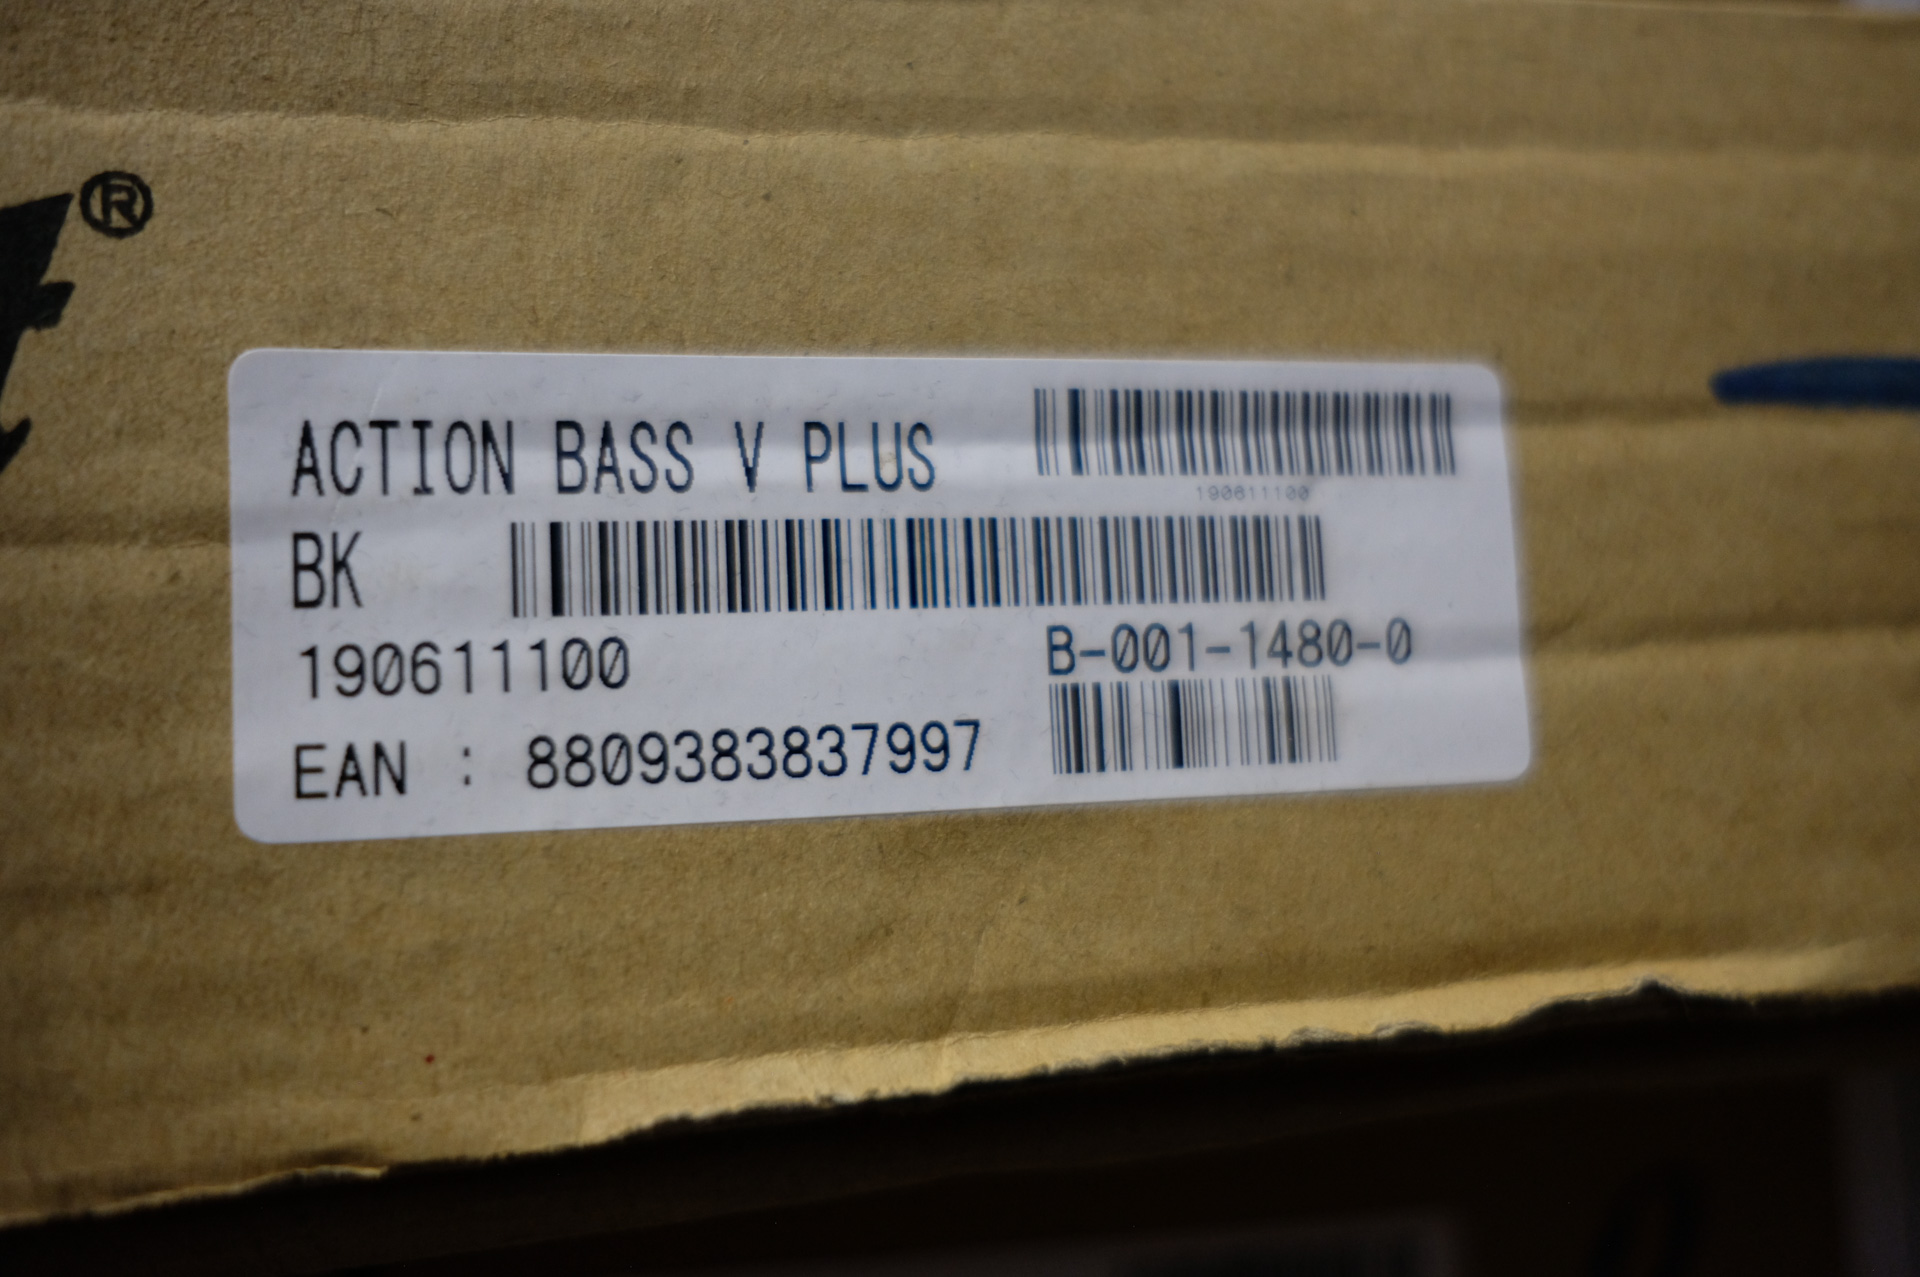 ®
ACTION BASS V PLUS
190611100
BK
190611100
B-001-1480-0
EAN : 8809383837997